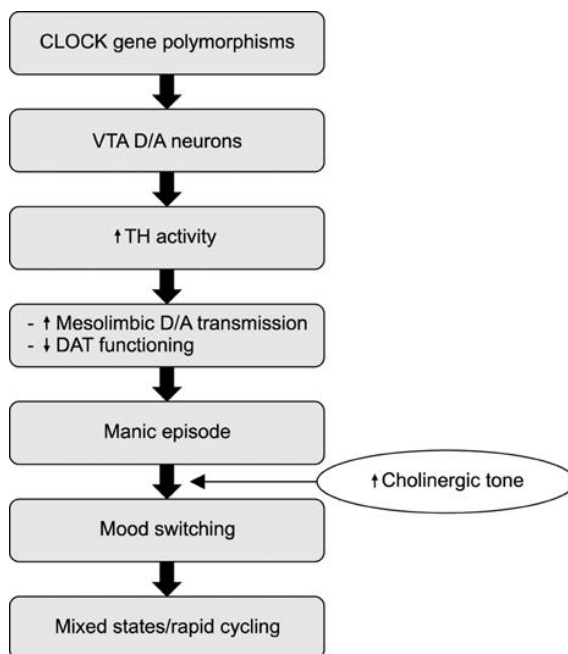 CLOCK gene polymorphisms
VTA D/A neurons
↑TH activity
- ↑ Mesolimbic D/A transmission
- ↓ DAT functioning
Manic episode
↑Cholinergic tone
Mood switching
Mixed states/rapid cycling